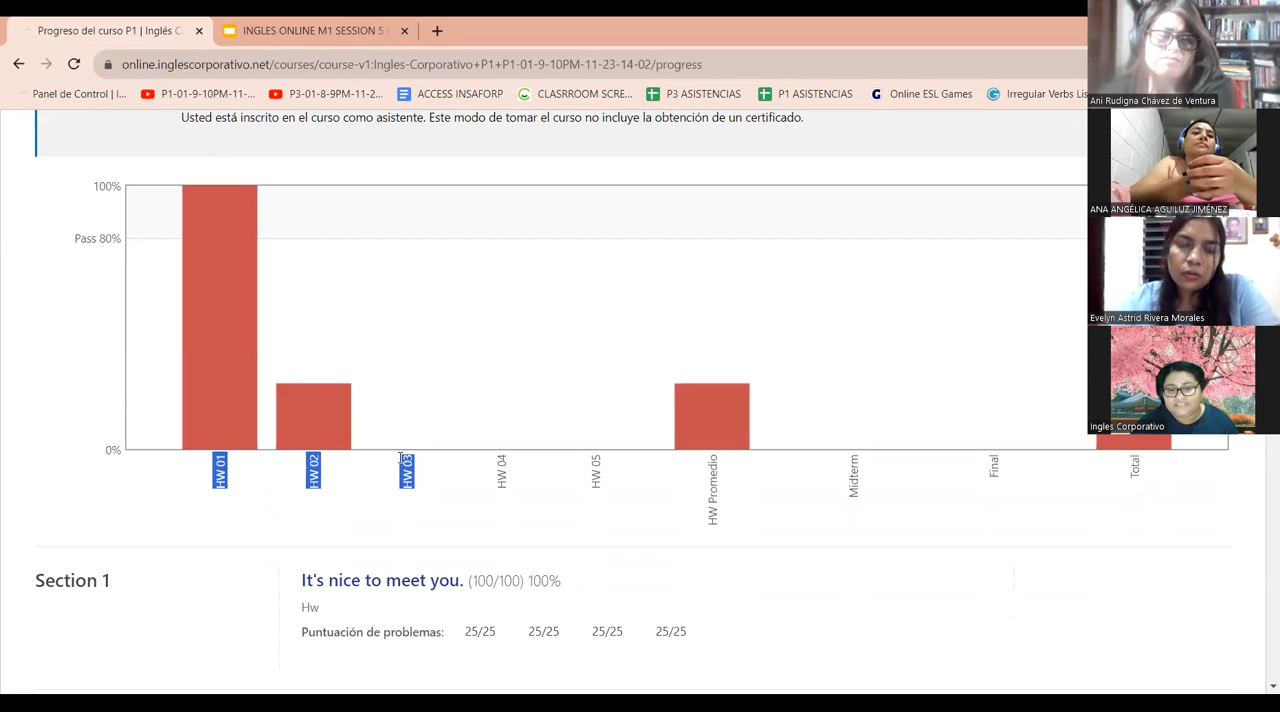 Progreso del curso P1 | Inglés C
INGLES ONLINE M1 SESSION 5
online.inglescorporativo.net/courses/course-v1:Ingles-Corporativo+P1+P1-01-9-10PM-11-23-14-02/progress
Panel de Control | I...
P1-01-9-10PM-11-...
P3-01-8-9PM-11-2...
ACCESS INSAFORP
CLASRROOM SCRE...
P3 ASISTENCIAS
P1 ASISTENCIAS
Online ESL Games
Irregular Verbs Lis
Usted está inscrito en el curso como asistente. Este modo de tomar el curso no incluye la obtención de un certificado.
100%
Pass 80%
0%
HW 01
HW 02
HW 03
HW 04
HW 05
HW Promedio
Midterm
Final
Total
Section 1
It's nice to meet you. (100/100) 100%
Hw
Puntuación de problemas: 25/25 25/25 25/25 25/25
Ani Rudigna Chávez de Ventura
ANA ANGÉLICA AGUILUZ JIMÉNEZ
Evelyn Astrid Rivera Morales
Ingles Corporativo